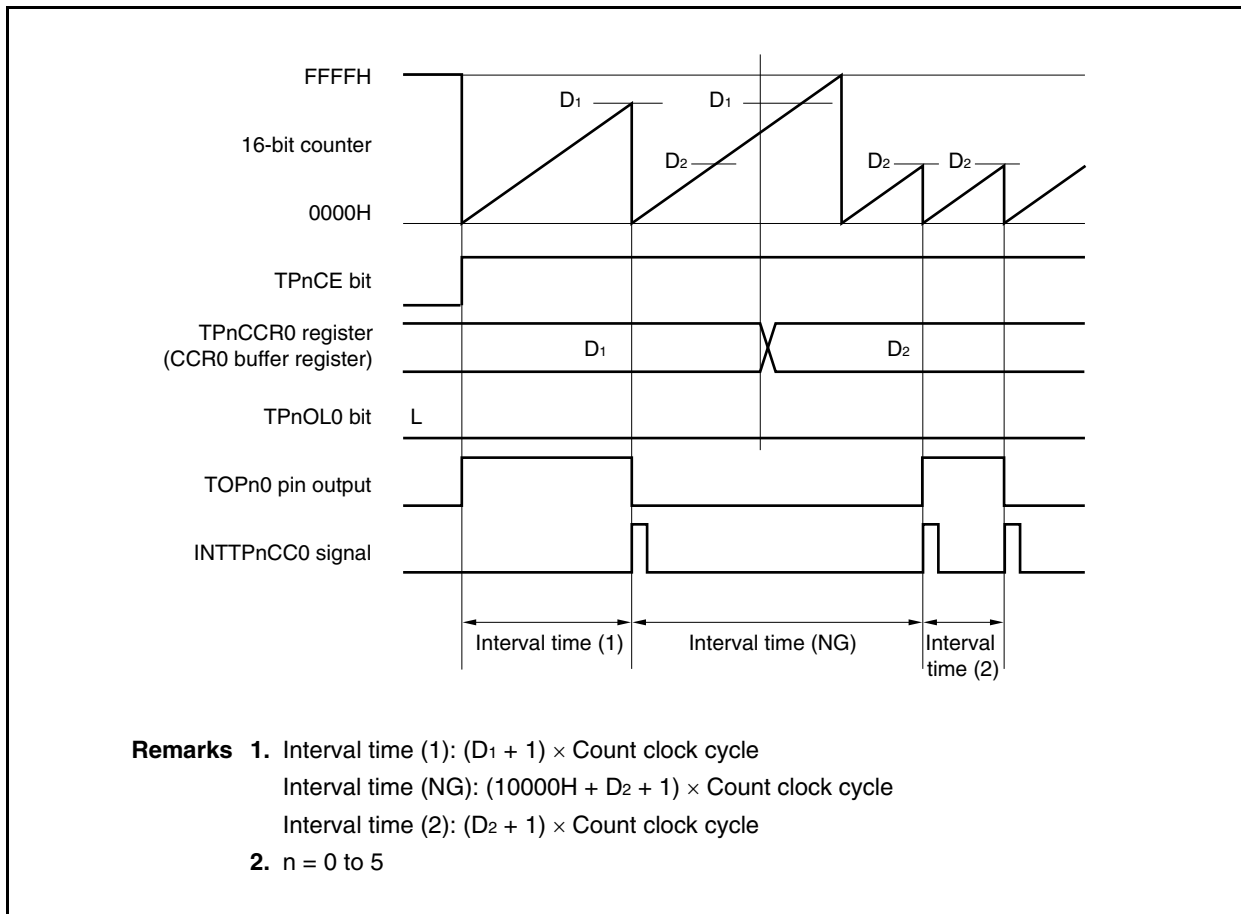 FFFFH
D1
D1
16-bit counter
D2
D2
D2
0000H
TPnCE bit
TPnCCR0 register
(CCR0 buffer register)
D1
D2
TPnOL0 bit
L
TOPn0 pin output
INTTPnCC0 signal
Interval time (1)
Interval time (NG)
Interval
time (2)
Remarks 1. Interval time (1): (D1 + 1) × Count clock cycle
Interval time (NG): (10000H + D2 + 1) × Count clock cycle
Interval time (2): (D2 + 1) × Count clock cycle
2. n = 0 to 5